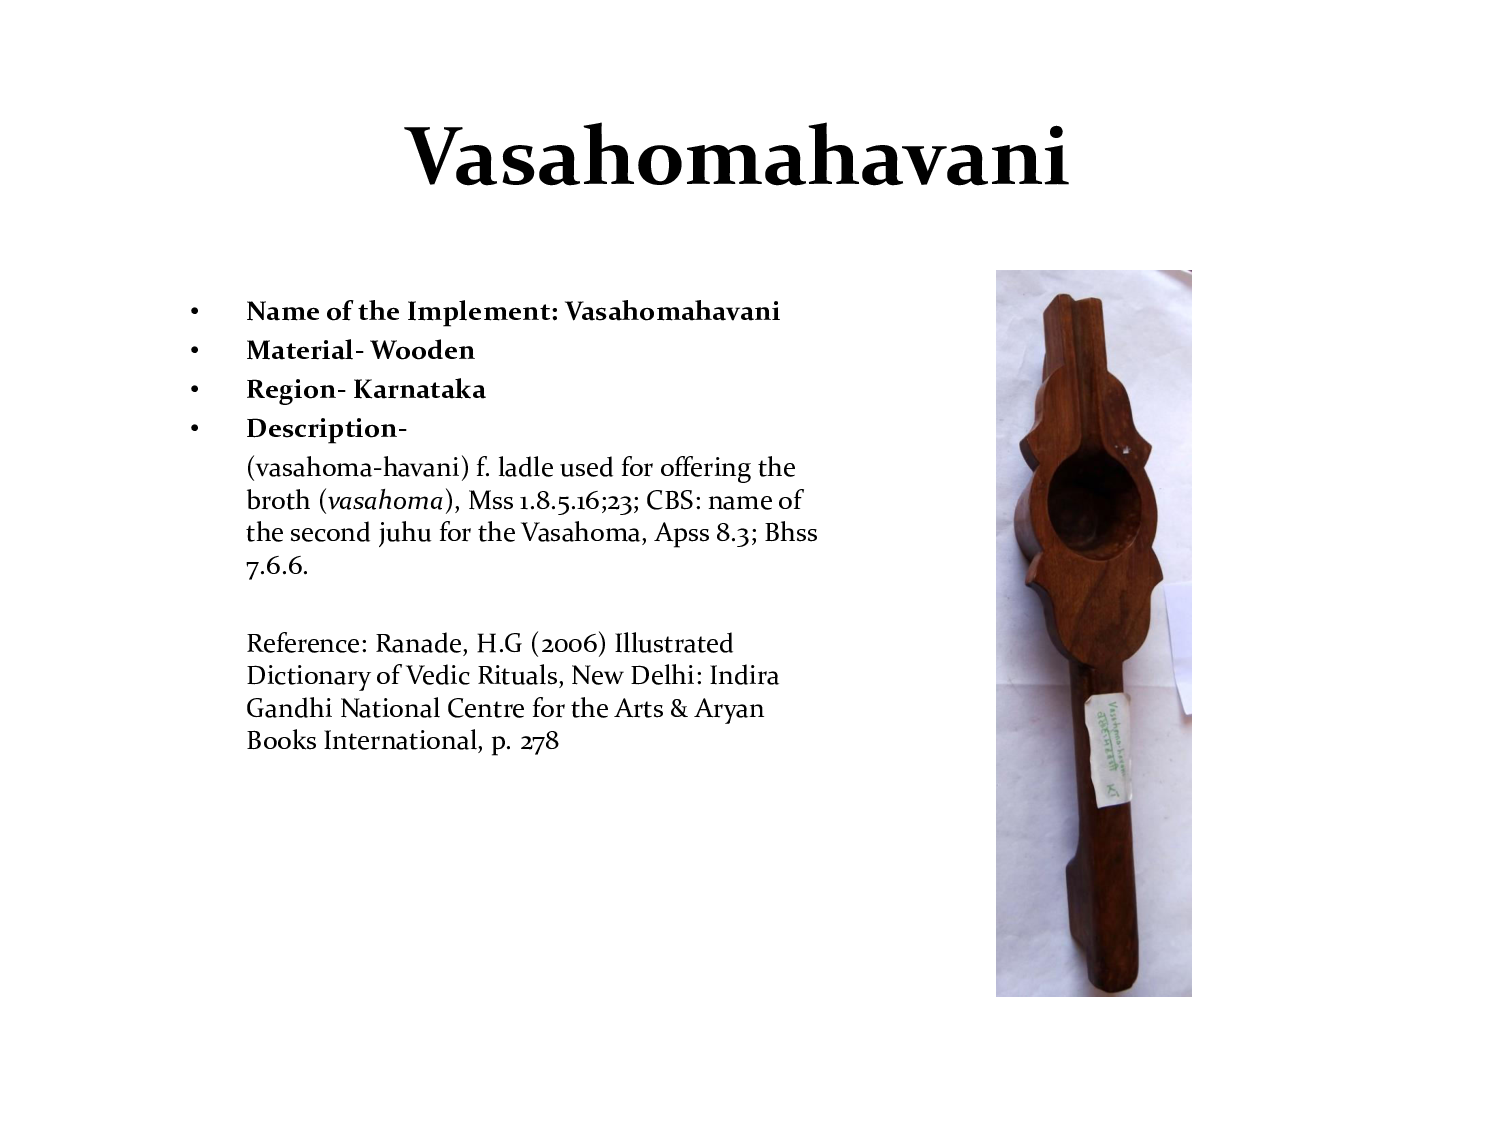 Vasahomahavani
• Name of the Implement: Vasahomahavani
• Material- Wooden
• Region- Karnataka
• Description-
(vasahoma-havani) f. ladle used for offering the
broth (vasahoma), Mss 1.8.5.16;23; CBS: name of
the second juhu for the Vasahoma, Apss 8.3; Bhss
7.6.6.
Reference: Ranade, H.G (2006) Illustrated
Dictionary of Vedic Rituals, New Delhi: Indira
Gandhi National Centre for the Arts & Aryan
Books International, p. 278